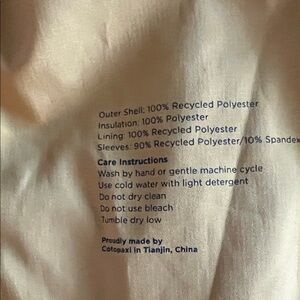 Outer Shell: 100% Recycled Polyester
Insulation: 100% Polyester
Lining: 100% Recycled Polyester
Sleeves: 90% Recycled Polyester/10% Spandex
Care Instructions
Wash by hand or gentle machine cycle
Use cold water with light detergent
Do not dry clean
Do not use bleach
Tumble dry low
Proudly made by
Cotopaxi in Tianjin, China